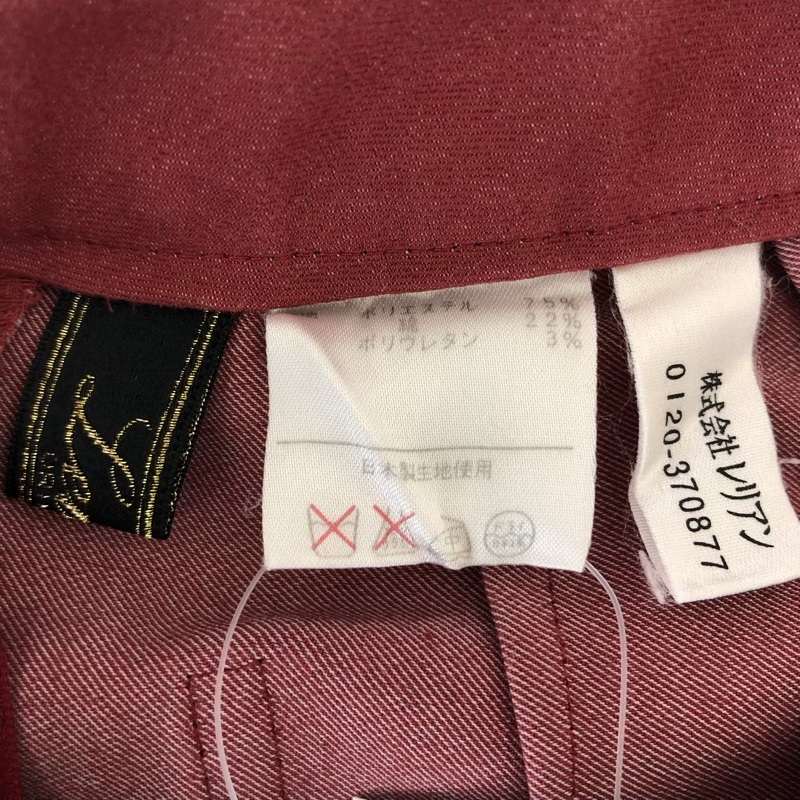 ポリエステル 75%
綿 22%
ポリウレタン 3%
日本製生地使用
中
株式会社 レリアン
0120-370877